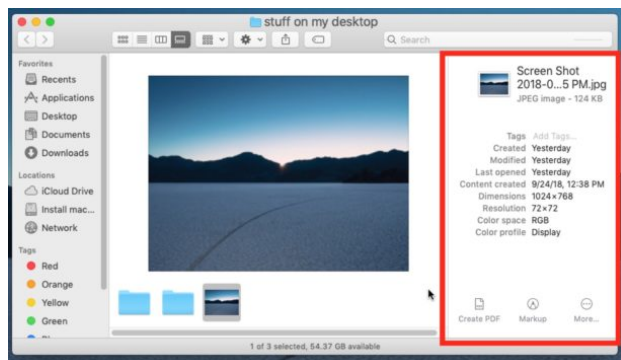 stuff on my desktop
Search
Favorites
Recents
Applications
Desktop
Documents
Downloads
Locations
iCloud Drive
Install mac...
Network
Tags
Red
Orange
Yellow
Green
Screen Shot
2018-0...5 PM.jpg
JPEG image - 124 KB
Tags Add Tags...
Created Yesterday
Modified Yesterday
Last opened Yesterday
Content created 9/24/18, 12:38 PM
Dimensions 1024×768
Resolution 72×72
Color space RGB
Color profile Display
Create PDF
Markup
More...
1 of 3 selected, 54.37 GB available